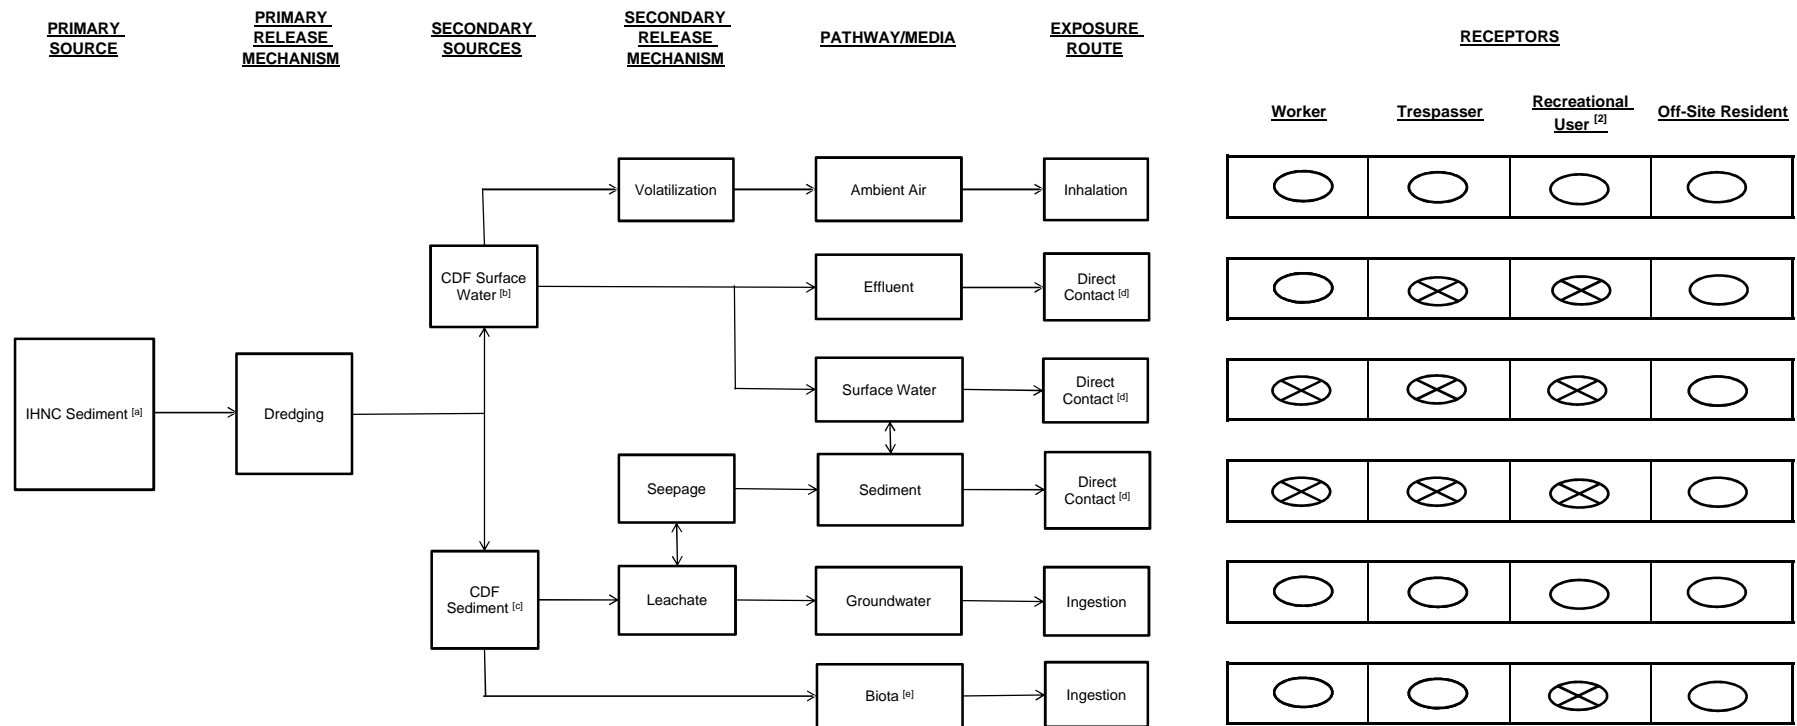 PRIMARY
SOURCE
PRIMARY
RELEASE
MECHANISM
SECONDARY
SOURCES
SECONDARY
RELEASE
MECHANISM
PATHWAY/MEDIA
EXPOSURE
ROUTE
RECEPTORS
Worker
Trespasser
Recreational
User [2]
Off-Site Resident
Volatilization
Ambient Air
Inhalation
CDF Surface
Water [b]
Effluent
Direct
Contact [d]
IHNC Sediment [a]
Dredging
Surface Water
Direct
Contact [d]
Seepage
Sediment
Direct
Contact [d]
CDF
Sediment [c]
Leachate
Groundwater
Ingestion
Biota [e]
Ingestion